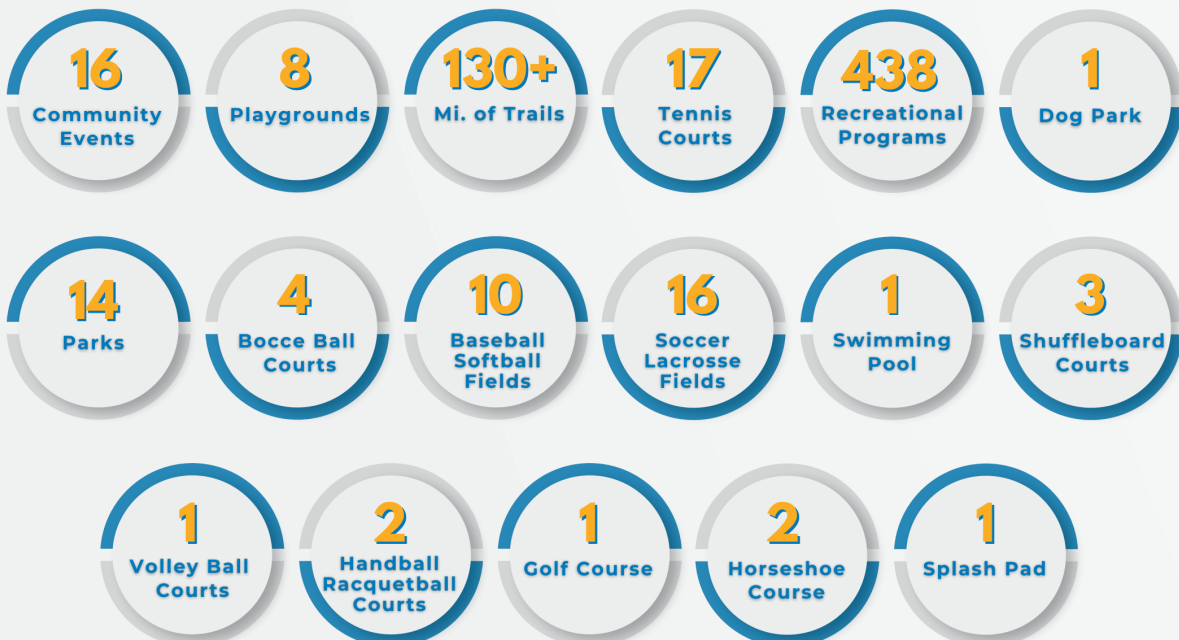 16
Community
Events
8
Playgrounds
130+
Mi. of Trails
17
Tennis
Courts
438
Recreational
Programs
1
Dog Park
14
Parks
4
Bocce Ball
Courts
10
Baseball
Softball
Fields
16
Soccer
Lacrosse
Fields
1
Swimming
Pool
3
Shuffleboard
Courts
1
Volley Ball
Courts
2
Handball
Racquetball
Courts
1
Golf Course
2
Horseshoe
Course
1
Splash Pad